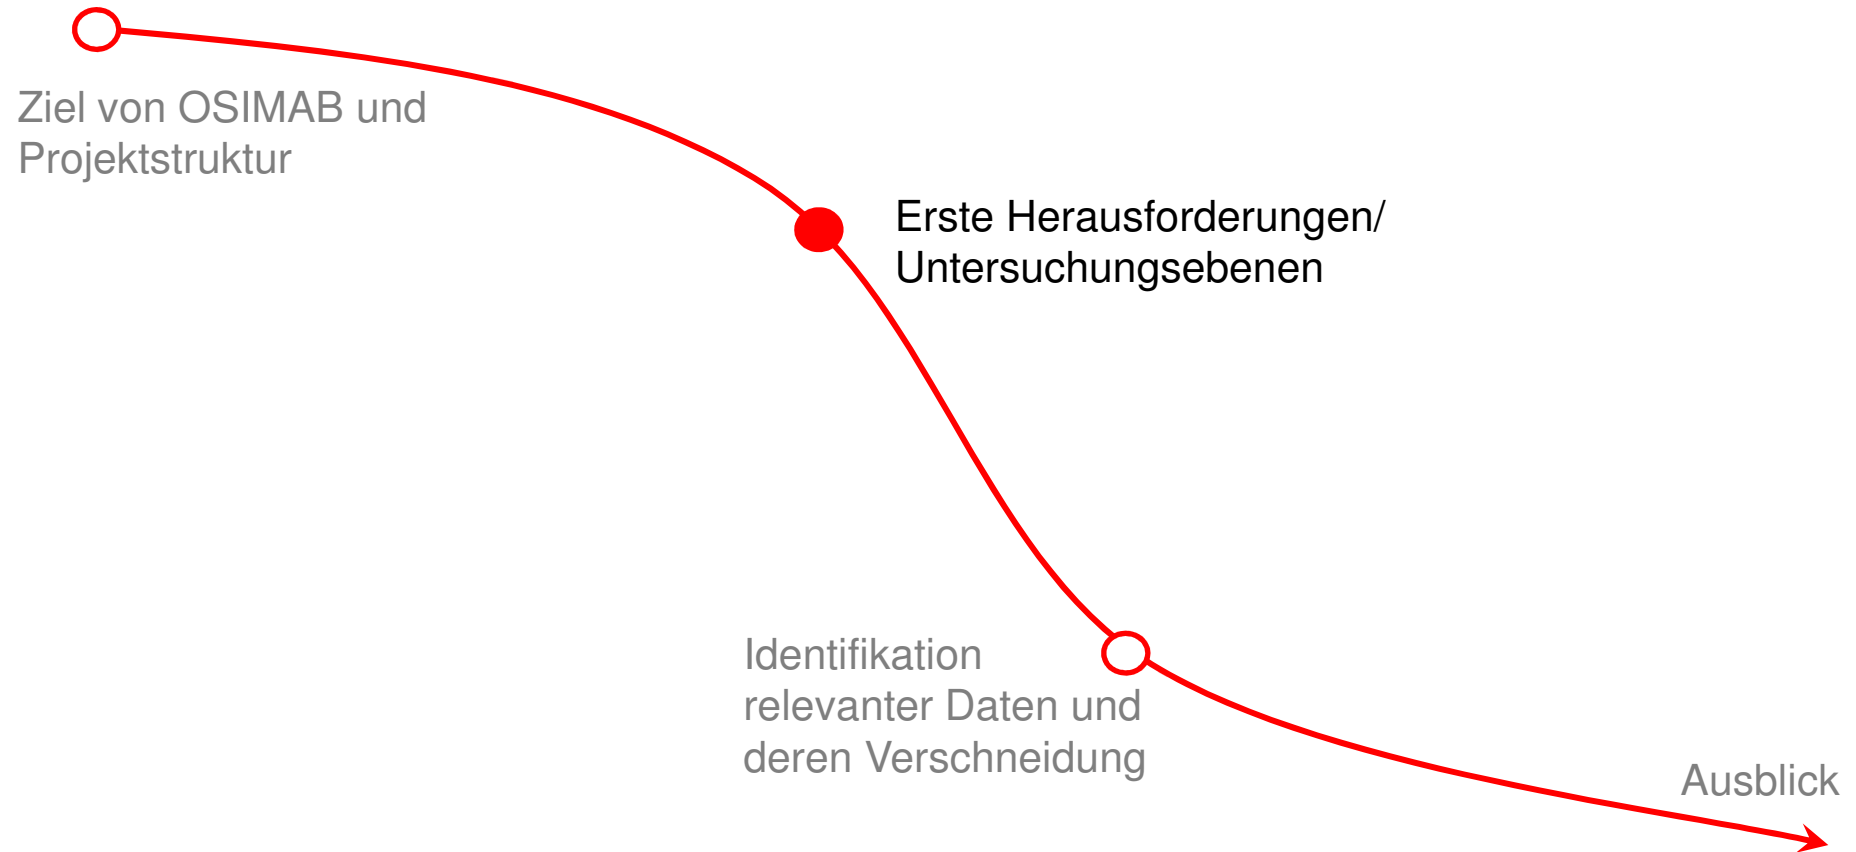 Ziel von OSIMAB und
Projektstruktur
Erste Herausforderungen/
Untersuchungsebenen
Identifikation
relevanter Daten und
deren Verschneidung
Ausblick